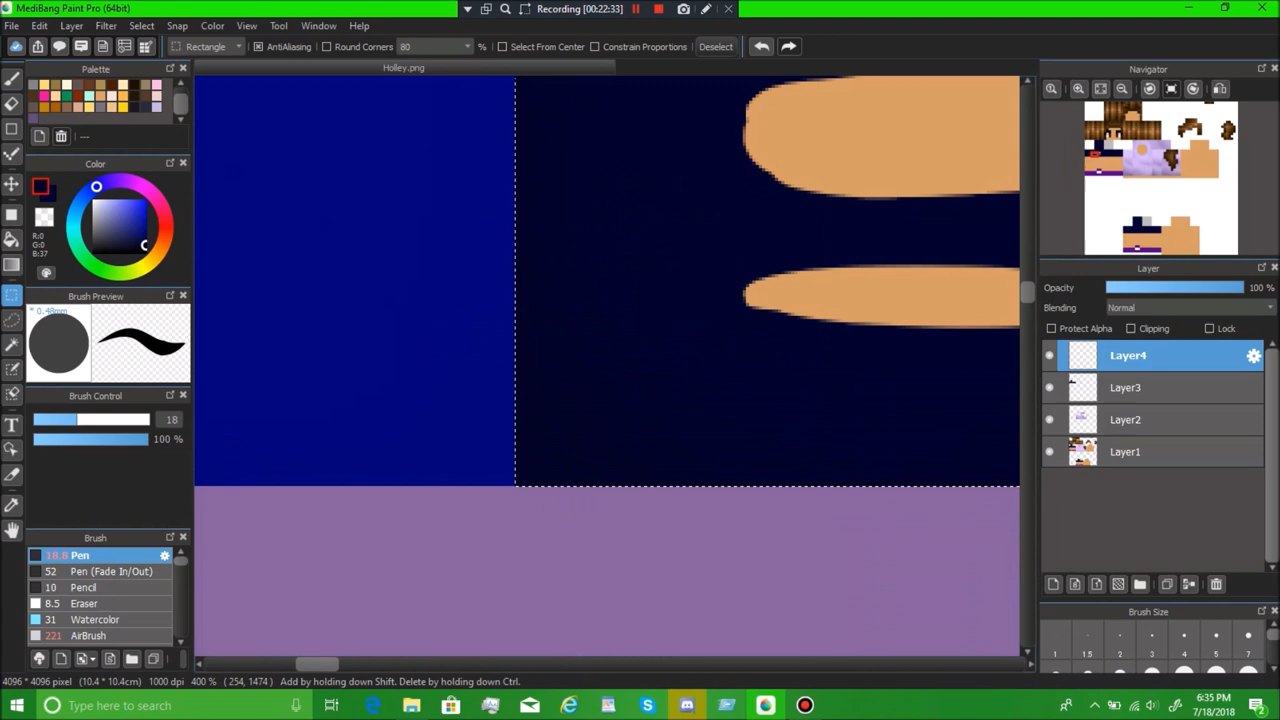 MediBang Paint Pro (64bit)
Recording [00:22:33]
File Edit Layer Filter Select Snap Color View Tool Window Help
Rectangle AntiAliasing Round Corners 80 % Select From Center Constrain Proportions Deselect
Palette
Holley.png
Navigator
---
Color
R:0
G:0
B:37
Brush Preview
* 0.48mm
Layer
Opacity 100 %
Blending Normal
Protect Alpha Clipping Lock
Layer4
Layer3
Layer2
Layer1
Brush Control
18
100 %
Brush
18.8 Pen
52 Pen (Fade In/Out)
10 Pencil
8.5 Eraser
31 Watercolor
221 AirBrush
Brush Size
1 1.5 2 3 4 5 7
4096 * 4096 pixel (10.4 * 10.4cm) 1000 dpi 400 % ( 254, 1474 ) Add by holding down Shift. Delete by holding down Ctrl.
Type here to search
6:35 PM
7/18/2018
2